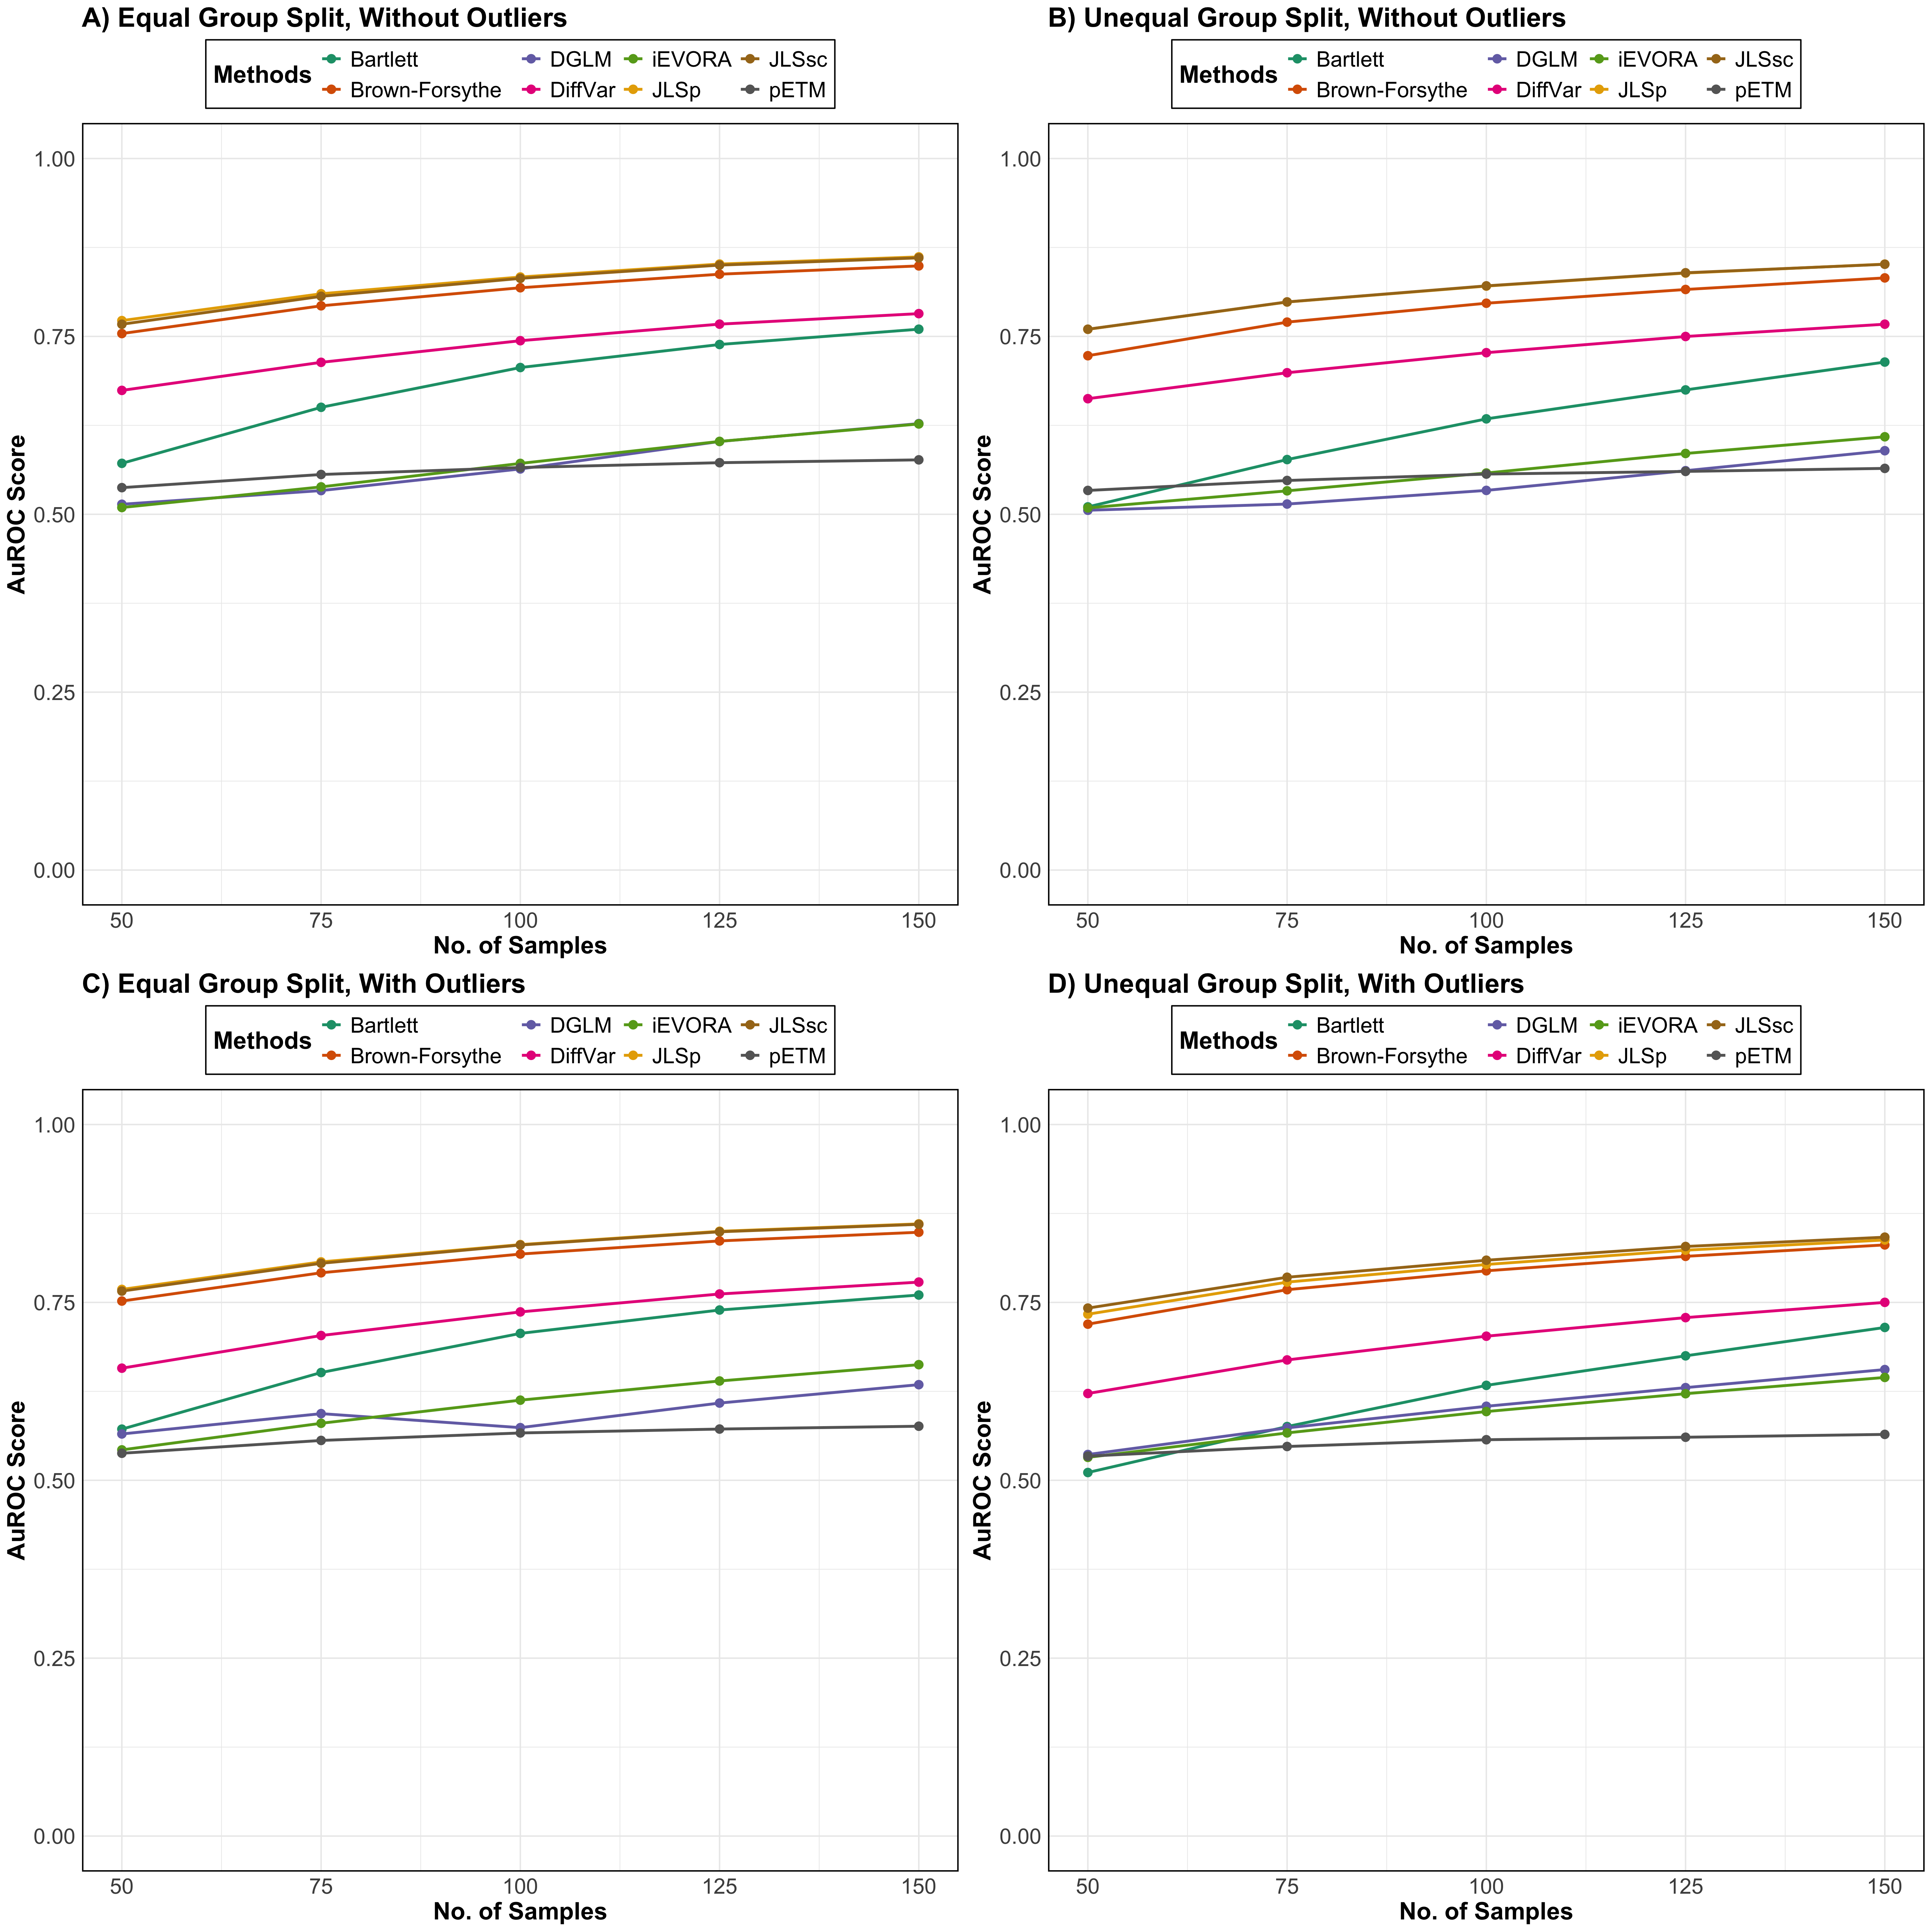 A) Equal Group Split, Without Outliers
Methods
Bartlett DGLM iEVORA JLSsc
Brown-Forsythe DiffVar JLSp pETM
1.00
0.75
0.50
0.25
0.00
AuROC Score
50 75 100 125 150
No. of Samples
B) Unequal Group Split, Without Outliers
Methods
Bartlett DGLM iEVORA JLSsc
Brown-Forsythe DiffVar JLSp pETM
1.00
0.75
0.50
0.25
0.00
AuROC Score
50 75 100 125 150
No. of Samples
C) Equal Group Split, With Outliers
Methods
Bartlett DGLM iEVORA JLSsc
Brown-Forsythe DiffVar JLSp pETM
1.00
0.75
0.50
0.25
0.00
AuROC Score
50 75 100 125 150
No. of Samples
D) Unequal Group Split, With Outliers
Methods
Bartlett DGLM iEVORA JLSsc
Brown-Forsythe DiffVar JLSp pETM
1.00
0.75
0.50
0.25
0.00
AuROC Score
50 75 100 125 150
No. of Samples